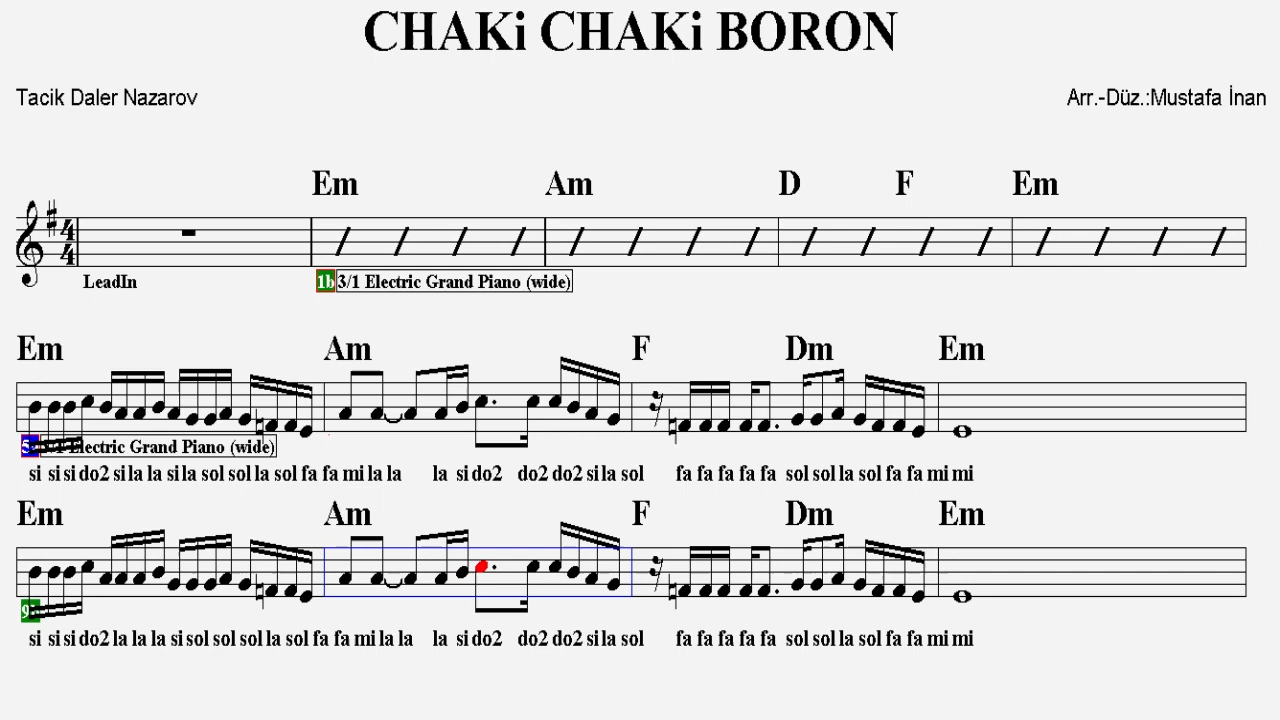 CHAKi CHAKi BORON
Tacik Daler Nazarov
Arr.-Düz.:Mustafa İnan
Em Am D F Em
4
4
LeadIn
1b 3/1 Electric Grand Piano (wide)
Em Am F Dm Em
Electric Grand Piano (wide)
si si si do2 si la la si la sol sol la sol fa fa mi la la la si do2 do2 do2 si la sol fa fa fa fa fa sol sol la sol fa fa mi mi
Em Am F Dm Em
si si si do2 la la la si sol sol sol la sol fa fa mi la la la si do2 do2 do2 si la sol fa fa fa fa fa sol sol la sol fa fa mi mi